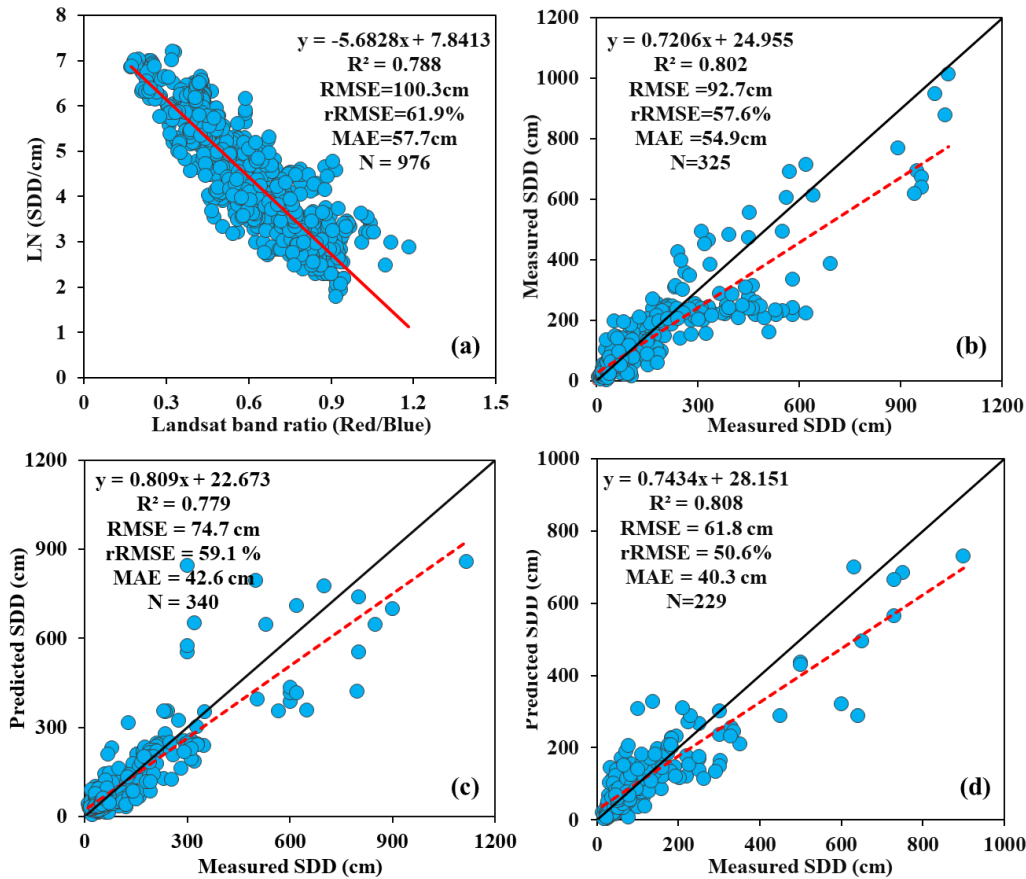 8
7
6
5
4
3
2
1
0
LN (SDD/cm)
y = -5.6828x + 7.8413
R² = 0.788
RMSE=100.3cm
rRMSE=61.9%
MAE=57.7cm
N = 976
(a)
0 0.3 0.6 0.9 1.2 1.5
Landsat band ratio (Red/Blue)
1200
1000
800
600
400
200
0
Measured SDD (cm)
y = 0.7206x + 24.955
R² = 0.802
RMSE =92.7cm
rRMSE=57.6%
MAE =54.9cm
N=325
(b)
0 300 600 900 1200
Measured SDD (cm)
1200
900
600
300
0
Predicted SDD (cm)
y = 0.809x + 22.673
R² = 0.779
RMSE = 74.7 cm
rRMSE = 59.1 %
MAE = 42.6 cm
N = 340
(c)
0 300 600 900 1200
Measured SDD (cm)
1000
800
600
400
200
0
Predicted SDD (cm)
y = 0.7434x + 28.151
R² = 0.808
RMSE = 61.8 cm
rRMSE = 50.6%
MAE = 40.3 cm
N=229
(d)
0 200 400 600 800 1000
Measured SDD (cm)